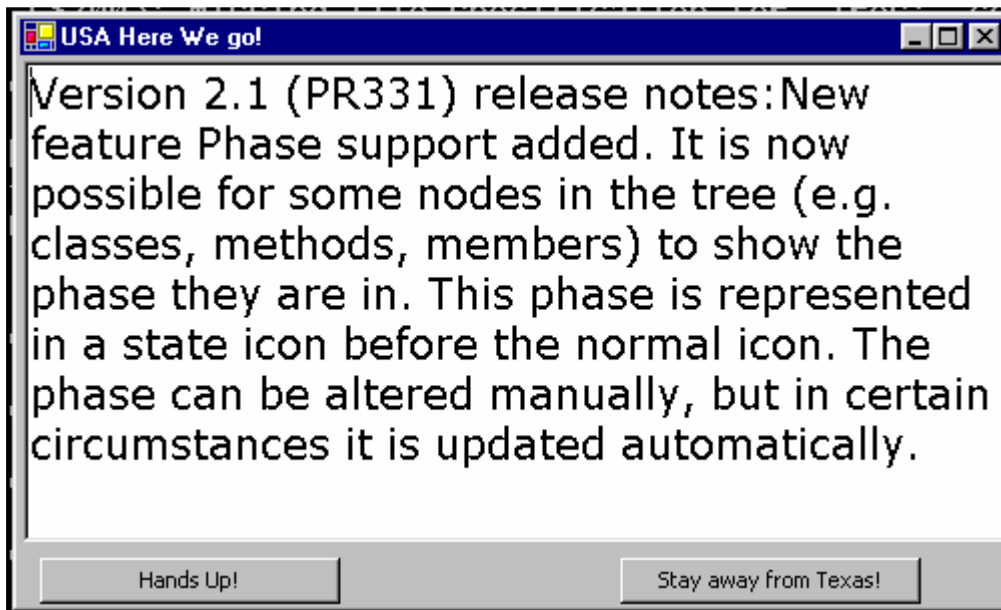 USA Here We go!
Version 2.1 (PR331) release notes:New
feature Phase support added. It is now
possible for some nodes in the tree (e.g.
classes, methods, members) to show the
phase they are in. This phase is represented
in a state icon before the normal icon. The
phase can be altered manually, but in certain
circumstances it is updated automatically.
Hands Up!
Stay away from Texas!